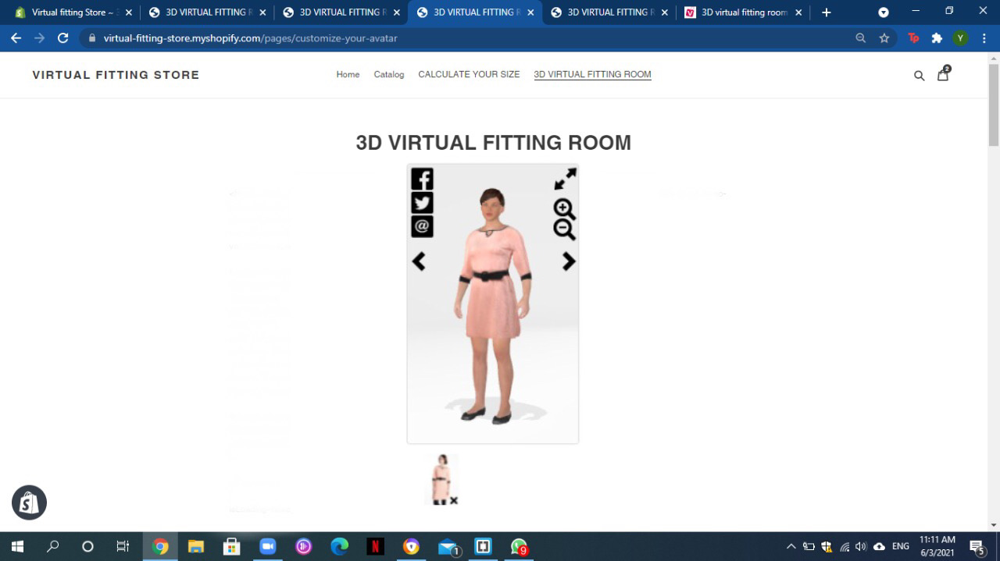 Virtual fitting Store ~
3D VIRTUAL FITTING R
3D VIRTUAL FITTING R
3D VIRTUAL FITTING R
3D VIRTUAL FITTING R
3D virtual fitting room
virtual-fitting-store.myshopify.com/pages/customize-your-avatar
Tp
Y
VIRTUAL FITTING STORE
Home
Catalog
CALCULATE YOUR SIZE
3D VIRTUAL FITTING ROOM
2
3D VIRTUAL FITTING ROOM
1
9
ENG
11:11 AM
6/3/2021
5